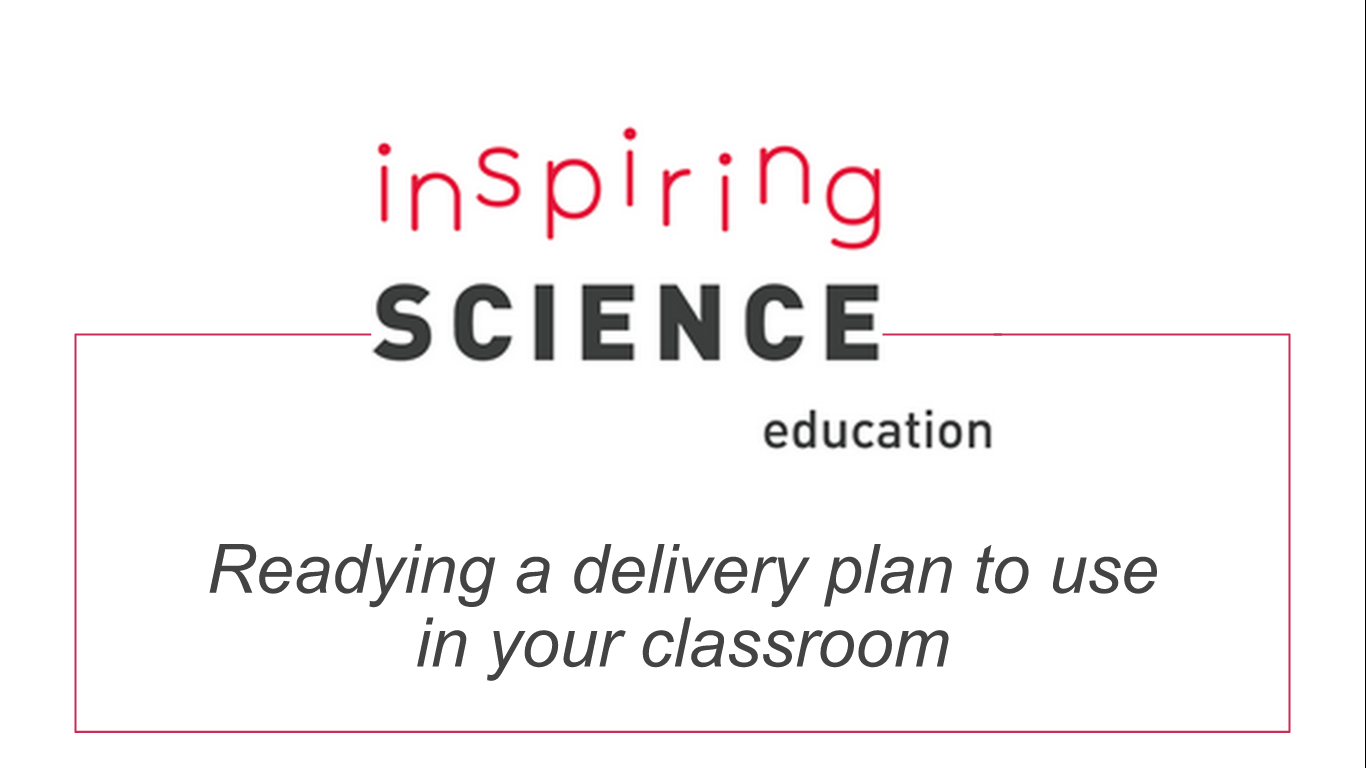 inspiring
SCIENCE
education
Readying a delivery plan to use
in your classroom